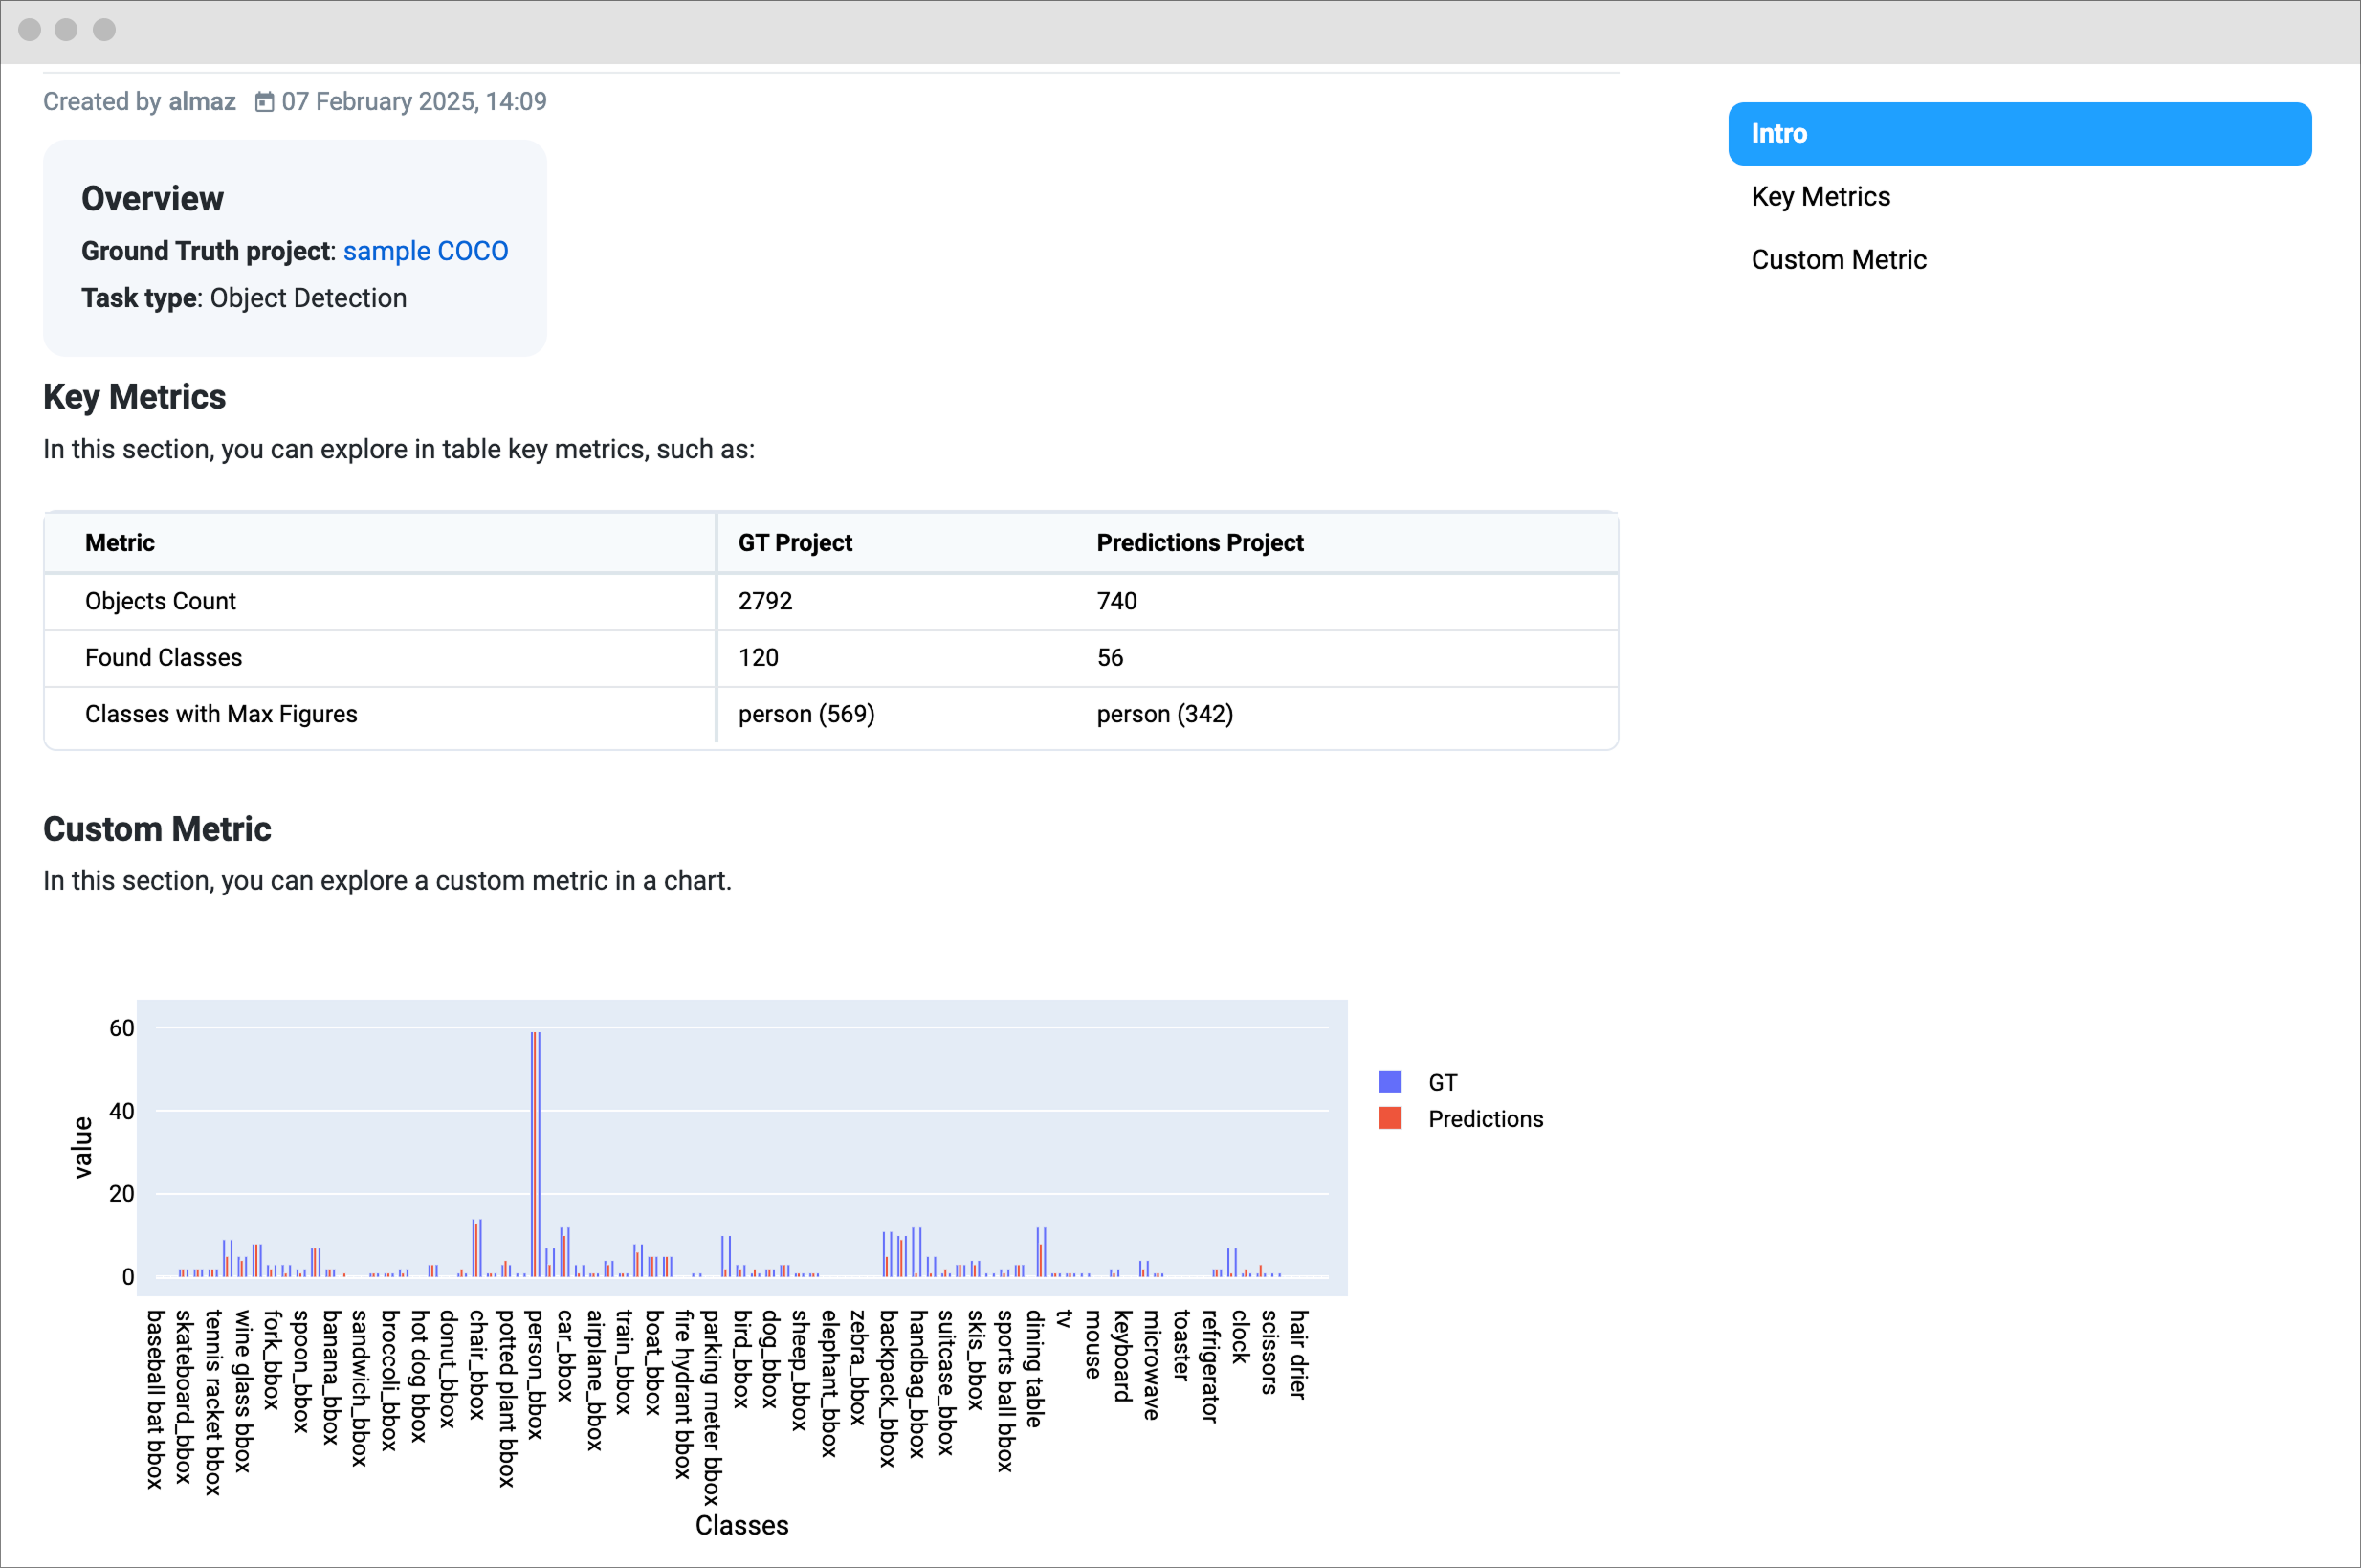 Created by almaz 07 February 2025, 14:09
Intro
Key Metrics
Custom Metric
Overview
Ground Truth project: sample COCO
Task type: Object Detection
Key Metrics
In this section, you can explore in table key metrics, such as:
Metric GT Project Predictions Project
Objects Count 2792 740
Found Classes 120 56
Classes with Max Figures person (569) person (342)
Custom Metric
In this section, you can explore a custom metric in a chart.
60
40
20
0
value
GT
Predictions
baseball bat bbox
skateboard_bbox
tennis racket bbox
wine glass bbox
fork_bbox
spoon_bbox
banana_bbox
sandwich_bbox
broccoli_bbox
hot dog bbox
donut_bbox
chair_bbox
potted plant bbox
person_bbox
car_bbox
airplane_bbox
train_bbox
boat_bbox
fire hydrant bbox
parking meter bbox
bird_bbox
dog_bbox
sheep_bbox
elephant_bbox
zebra_bbox
backpack_bbox
handbag_bbox
suitcase_bbox
skis_bbox
sports ball bbox
dining table
tv
mouse
keyboard
microwave
toaster
refrigerator
clock
scissors
hair drier
Classes